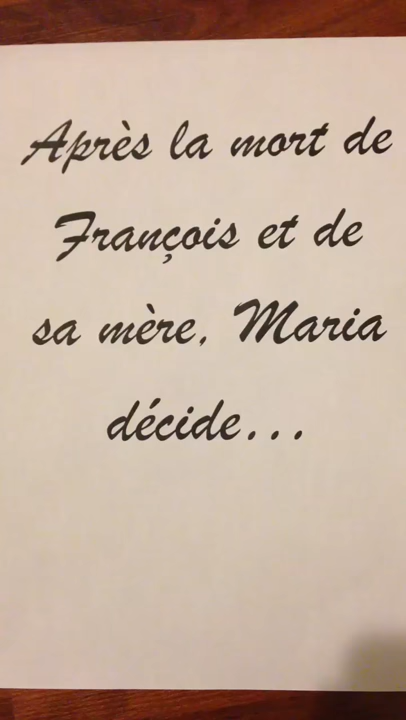 Après la mort de
François et de
sa mère, Maria
décide...